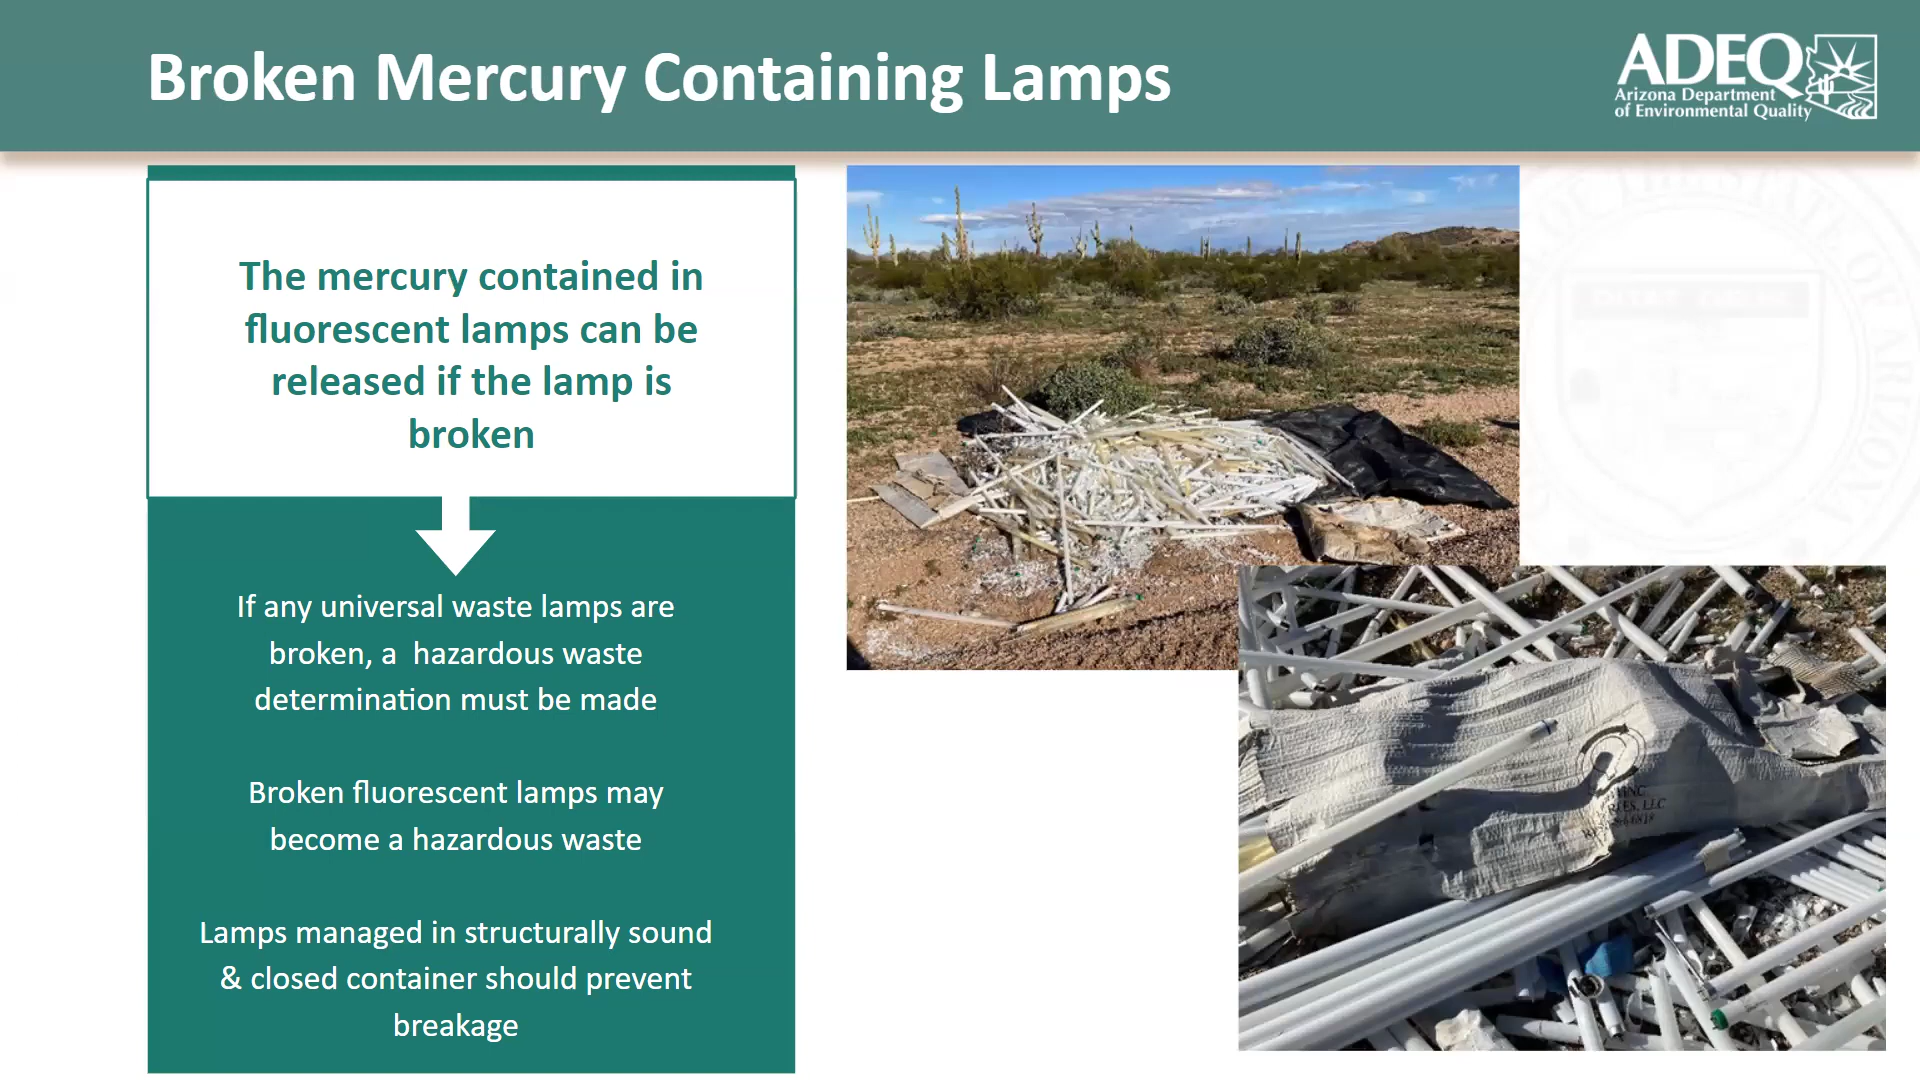 Broken Mercury Containing Lamps
ADEQ
Arizona Department
of Environmental Quality
The mercury contained in
fluorescent lamps can be
released if the lamp is
broken
If any universal waste lamps are
broken, a  hazardous waste
determination must be made
Broken fluorescent lamps may
become a hazardous waste
Lamps managed in structurally sound
& closed container should prevent
breakage
LLC